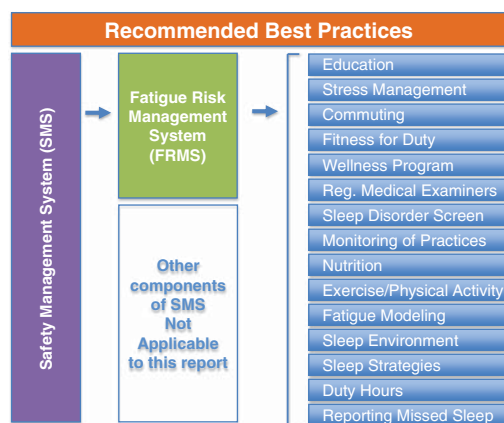 Recommended Best Practices
Safety Management System (SMS)
Fatigue Risk
Management
System
(FRMS)
Other
components
of SMS
Not
Applicable
to this report
Education
Stress Management
Commuting
Fitness for Duty
Wellness Program
Reg. Medical Examiners
Sleep Disorder Screen
Monitoring of Practices
Nutrition
Exercise/Physical Activity
Fatigue Modeling
Sleep Environment
Sleep Strategies
Duty Hours
Reporting Missed Sleep